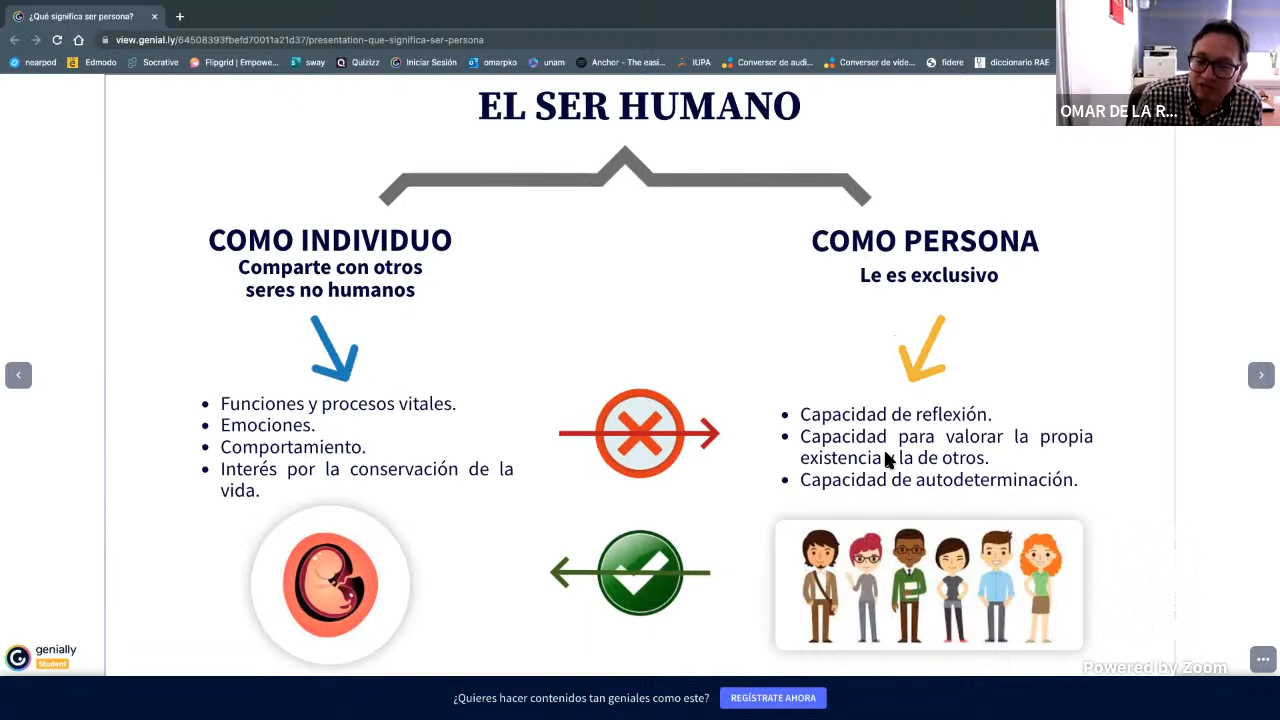 ¿Qué significa ser persona?
view.genial.ly/64508393fbefd70011a21d37/presentation-que-significa-ser-persona
nearpod Edmodo Socrative Flipgrid | Empowe... sway Quizizz Iniciar Sesión omarpko unam Anchor - The easi... IUPA Conversor de audi... Conversor de víde... fidere diccionario RAE
OMAR DE LA R...
EL SER HUMANO
COMO INDIVIDUO
Comparte con otros
seres no humanos
Funciones y procesos vitales.
Emociones.
Comportamiento.
Interés por la conservación de la
vida.
COMO PERSONA
Le es exclusivo
Capacidad de reflexión.
Capacidad para valorar la propia
existencia la de otros.
Capacidad de autodeterminación.
genially
Student
Powered by Zoom
¿Quieres hacer contenidos tan geniales como este? REGÍSTRATE AHORA